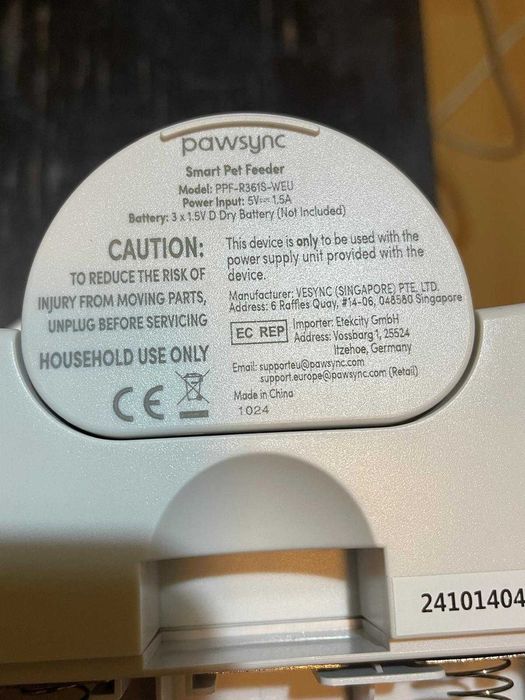 pawsync
Smart Pet Feeder
Model: PPF-R361S-WEU
Power Input: 5V⎓ 1,5A
Battery: 3 x 1.5V D Dry Battery (Not Included)
CAUTION:
TO REDUCE THE RISK OF
INJURY FROM MOVING PARTS,
UNPLUG BEFORE SERVICING
HOUSEHOLD USE ONLY
CE
This device is only to be used with the
power supply unit provided with the
device.
Manufacturer: VESYNC (SINGAPORE) PTE. LTD.
Address: 6 Raffles Quay, #14-06, 048580 Singapore
EC REP
Importer: Etekcity GmbH
Address: Vossbarg 1, 25524
Itzehoe, Germany
Email: supporteu@pawsync.com
support.europe@pawsync.com (Retail)
Made in China
1024
24101404